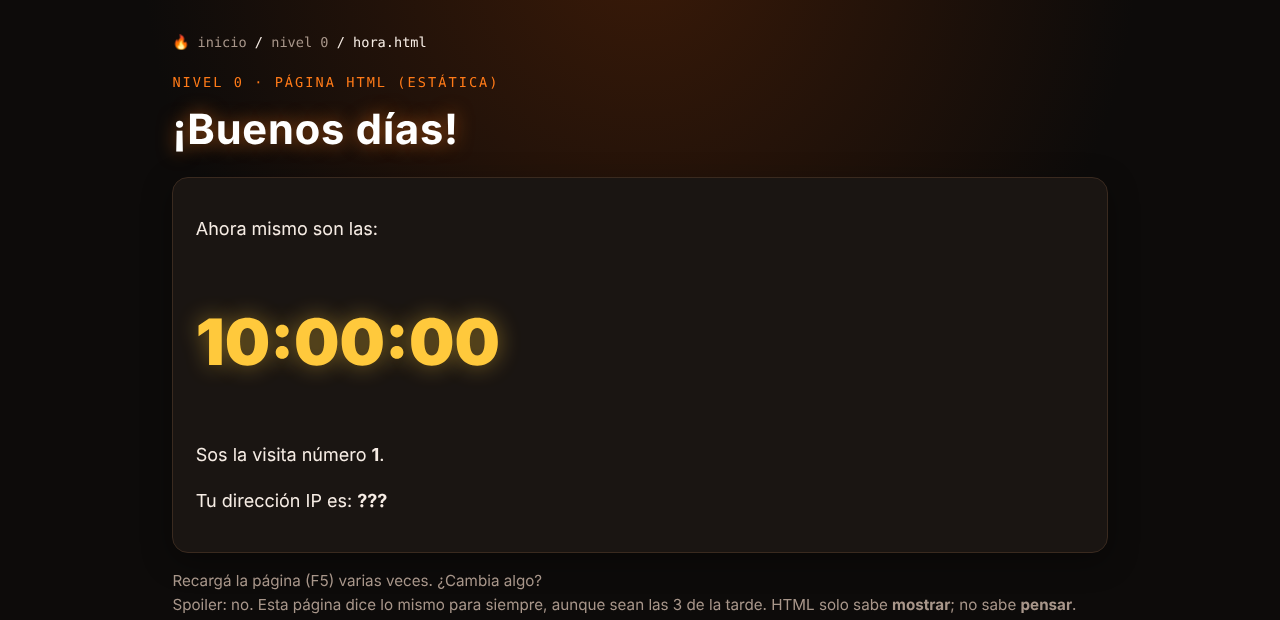 🔥 inicio / nivel 0 / hora.html
NIVEL 0 · PÁGINA HTML (ESTÁTICA)
¡Buenos días!
Ahora mismo son las:
10:00:00
Sos la visita número 1.
Tu dirección IP es: ???
Recargá la página (F5) varias veces. ¿Cambia algo?
Spoiler: no. Esta página dice lo mismo para siempre, aunque sean las 3 de la tarde. HTML solo sabe mostrar; no sabe pensar.